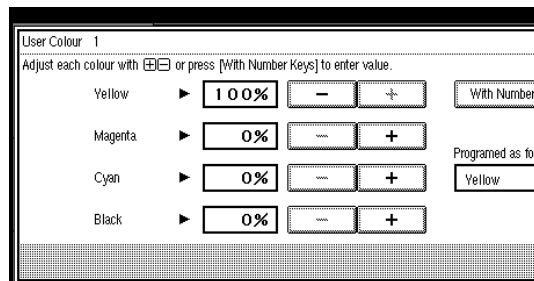 User Colour 1
Adjust each colour with ⊞⊟ or press [With Number Keys] to enter value.
Yellow ► 100% − + With Number
Magenta ► 0% − +
Programed as fo
Cyan ► 0% − + Yellow
Black ► 0% − +